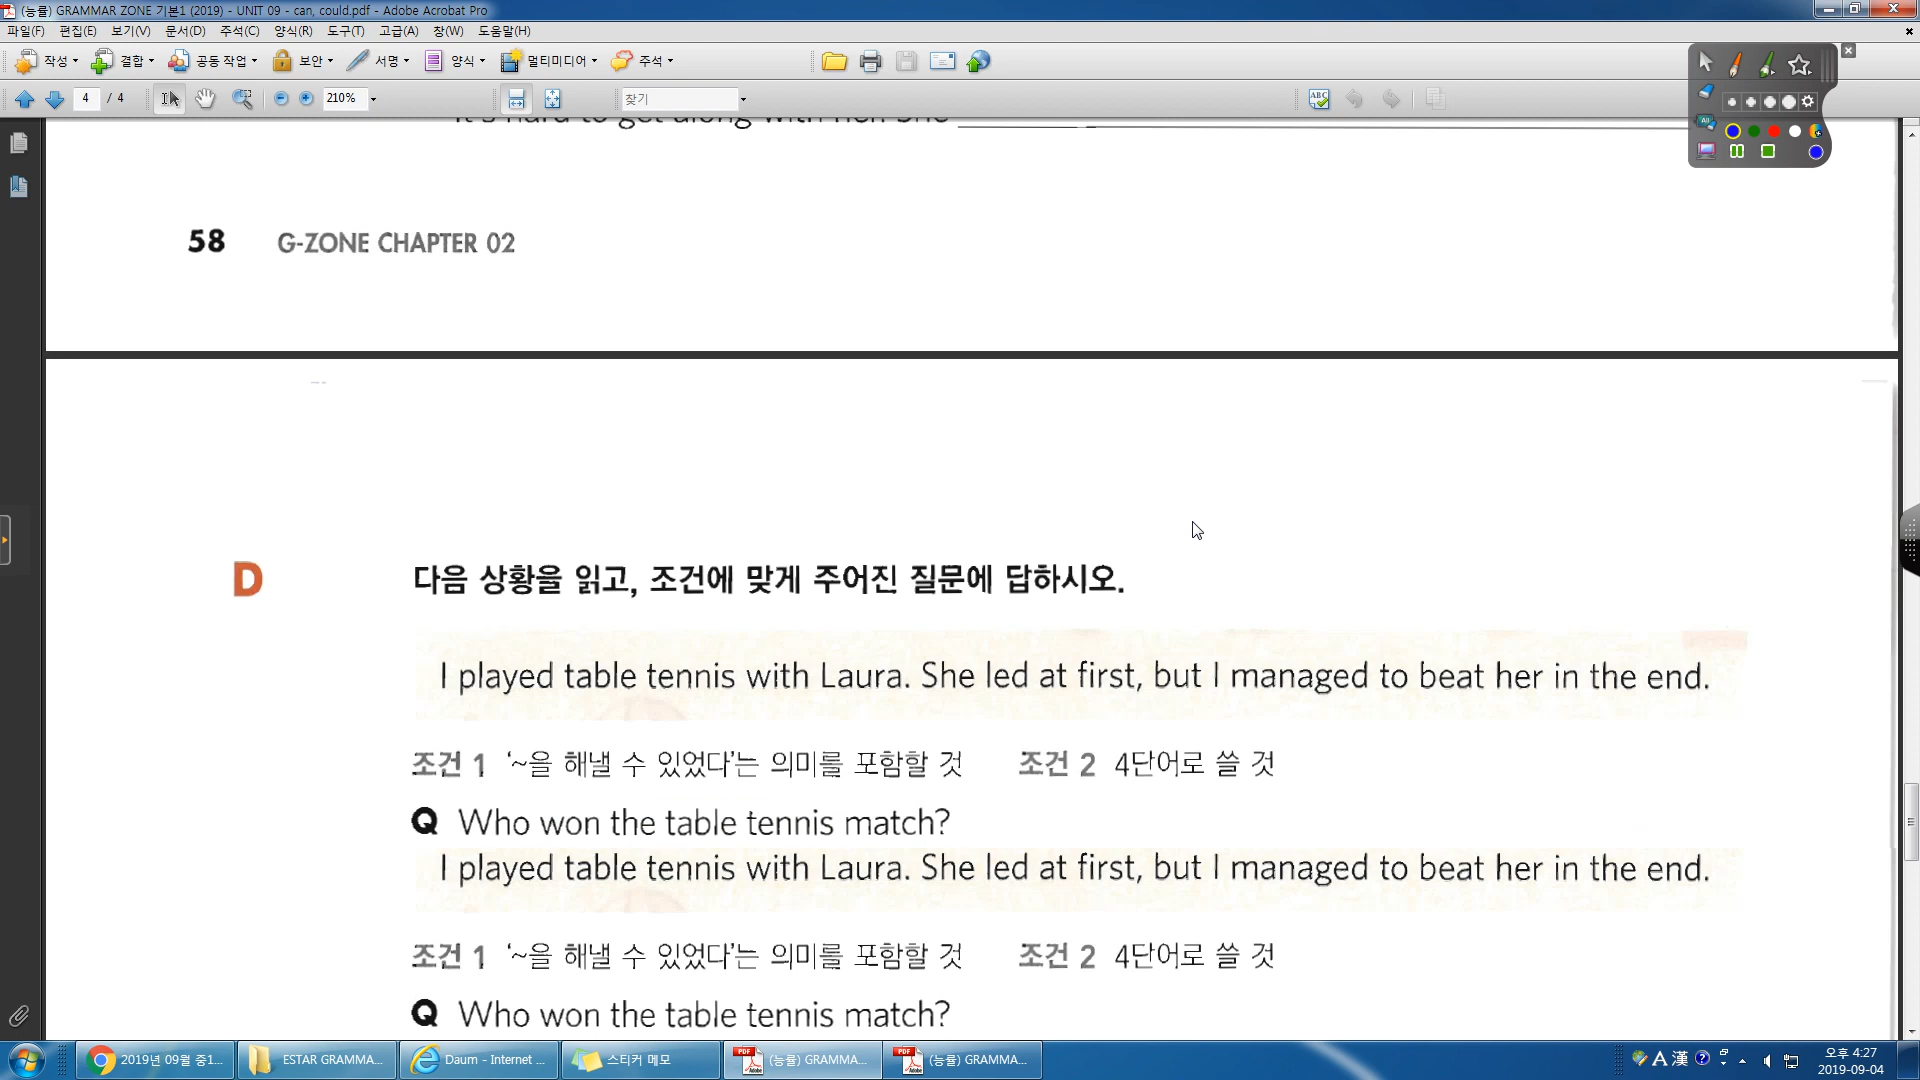 (능률) GRAMMAR ZONE 기본1 (2019) - UNIT 09 - can, could.pdf - Adobe Acrobat Pro
파일(F) 편집(E) 보기(V) 문서(D) 주석(C) 양식(R) 도구(T) 고급(A) 창(W) 도움말(H)
작성 결합 공동 작업 보안 서명 양식 멀티미디어 주석
4 / 4 210% 찾기
It's hard to get along with her. She
58 G-ZONE CHAPTER 02
D 다음 상황을 읽고, 조건에 맞게 주어진 질문에 답하시오.
I played table tennis with Laura. She led at first, but I managed to beat her in the end.
조건 1 '~을 해낼 수 있었다'는 의미를 포함할 것 조건 2 4단어로 쓸 것
Q Who won the table tennis match?
I played table tennis with Laura. She led at first, but I managed to beat her in the end.
조건 1 '~을 해낼 수 있었다'는 의미를 포함할 것 조건 2 4단어로 쓸 것
Q Who won the table tennis match?
2019년 09월 중1... ESTAR GRAMMA... Daum - Internet ... 스티커 메모 (능률) GRAMMA... (능률) GRAMMA... A 漢 오후 4:27
2019-09-04